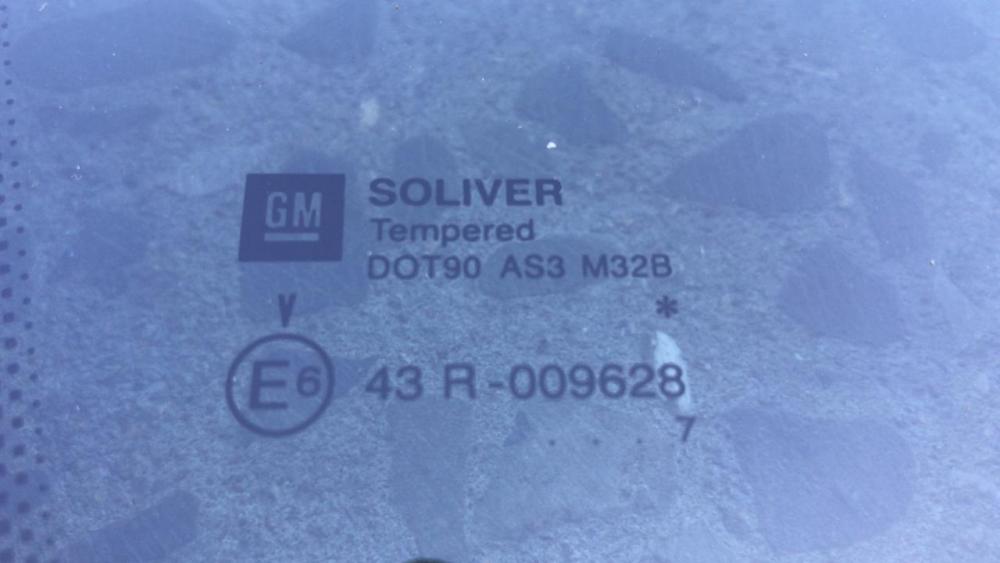 GM
SOLIVER
Tempered
DOT90 AS3 M32B
V
*
E6
43 R-009628
. . . 7